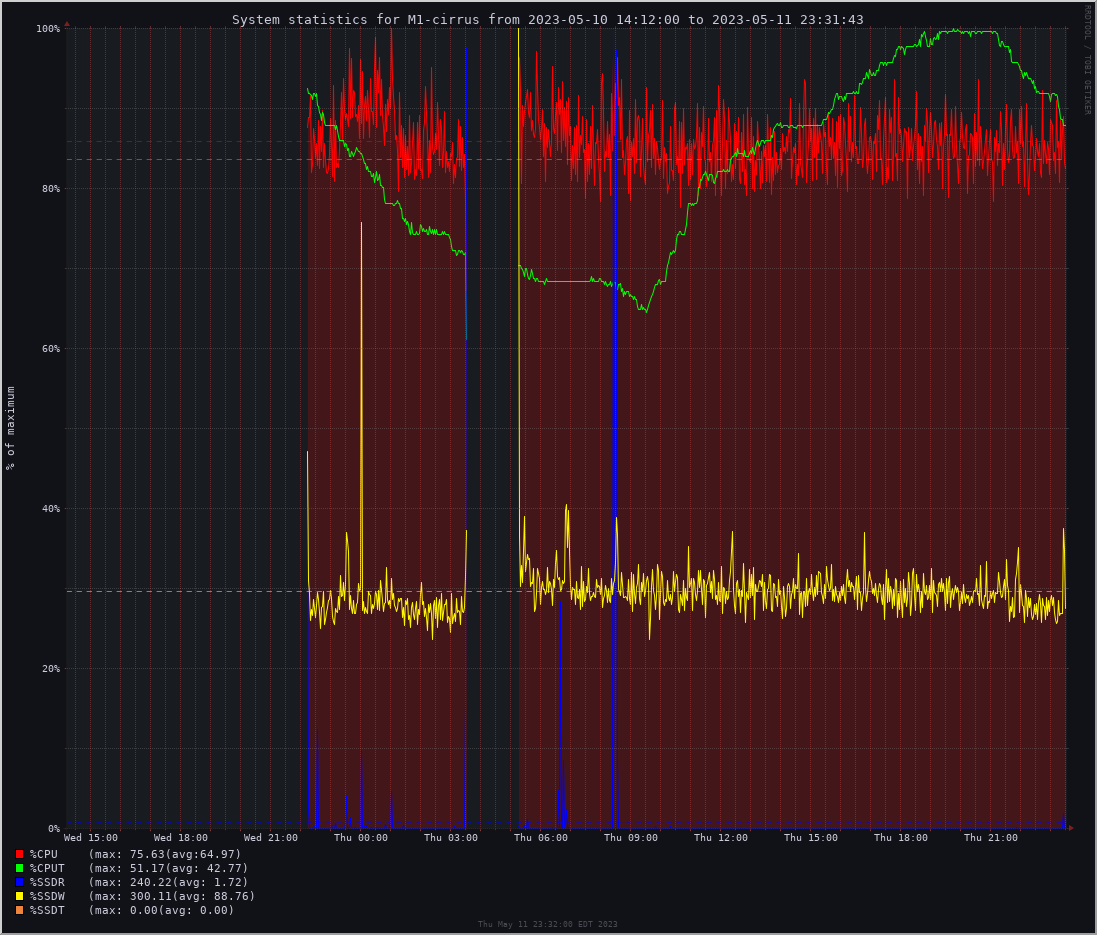 System statistics for M1-cirrus from 2023-05-10 14:12:00 to 2023-05-11 23:31:43
RRDTOOL / TOBI OETIKER
% of maximum
100%
80%
60%
40%
20%
0%
Wed 15:00 Wed 18:00 Wed 21:00 Thu 00:00 Thu 03:00 Thu 06:00 Thu 09:00 Thu 12:00 Thu 15:00 Thu 18:00 Thu 21:00
%CPU (max: 75.63(avg:64.97)
%CPUT (max: 51.17(avg: 42.77)
%SSDR (max: 240.22(avg: 1.72)
%SSDW (max: 300.11(avg: 88.76)
%SSDT (max: 0.00(avg: 0.00)
Thu May 11 23:32:00 EDT 2023